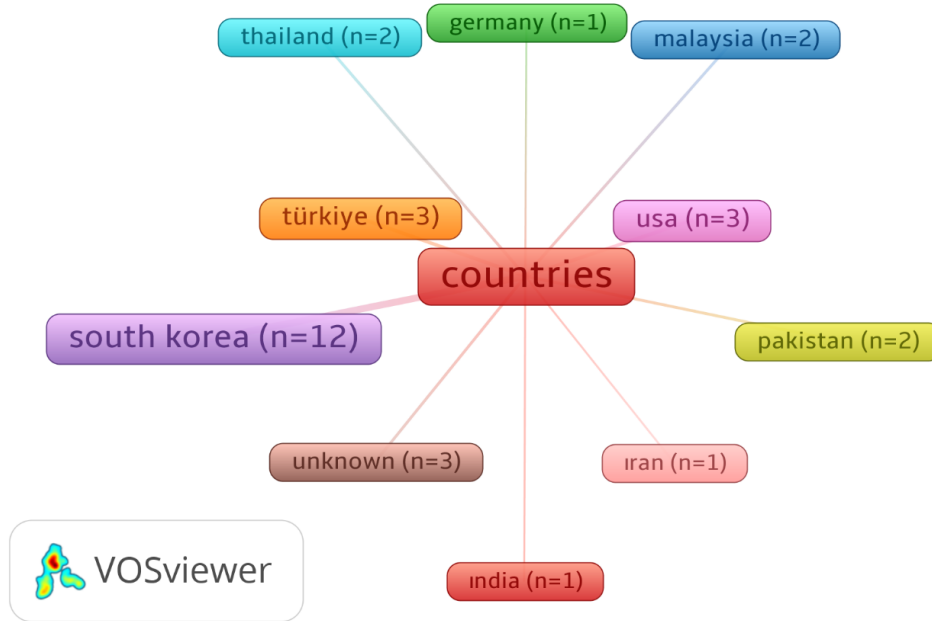 thailand (n=2)
germany (n=1)
malaysia (n=2)
türkiye (n=3)
usa (n=3)
countries
south korea (n=12)
pakistan (n=2)
unknown (n=3)
ıran (n=1)
ındia (n=1)
VOSviewer